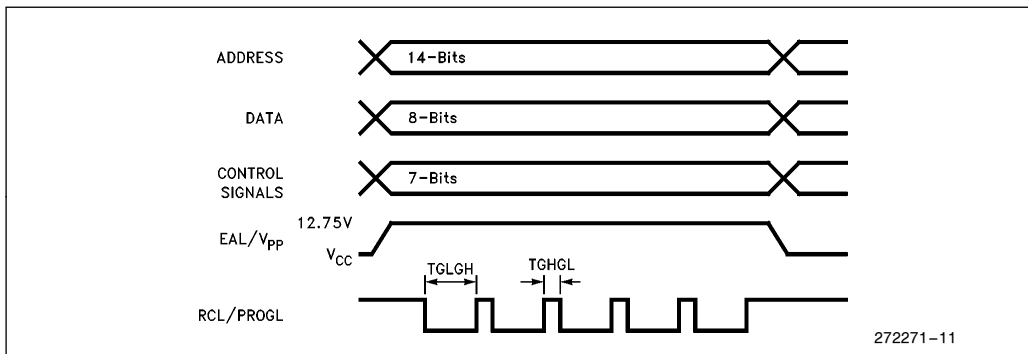 ADDRESS
14-Bits
DATA
8-Bits
CONTROL
SIGNALS
7-Bits
12.75V
EAL/VPP
VCC
TGLGH
TGHGL
RCL/PROGL
272271-11